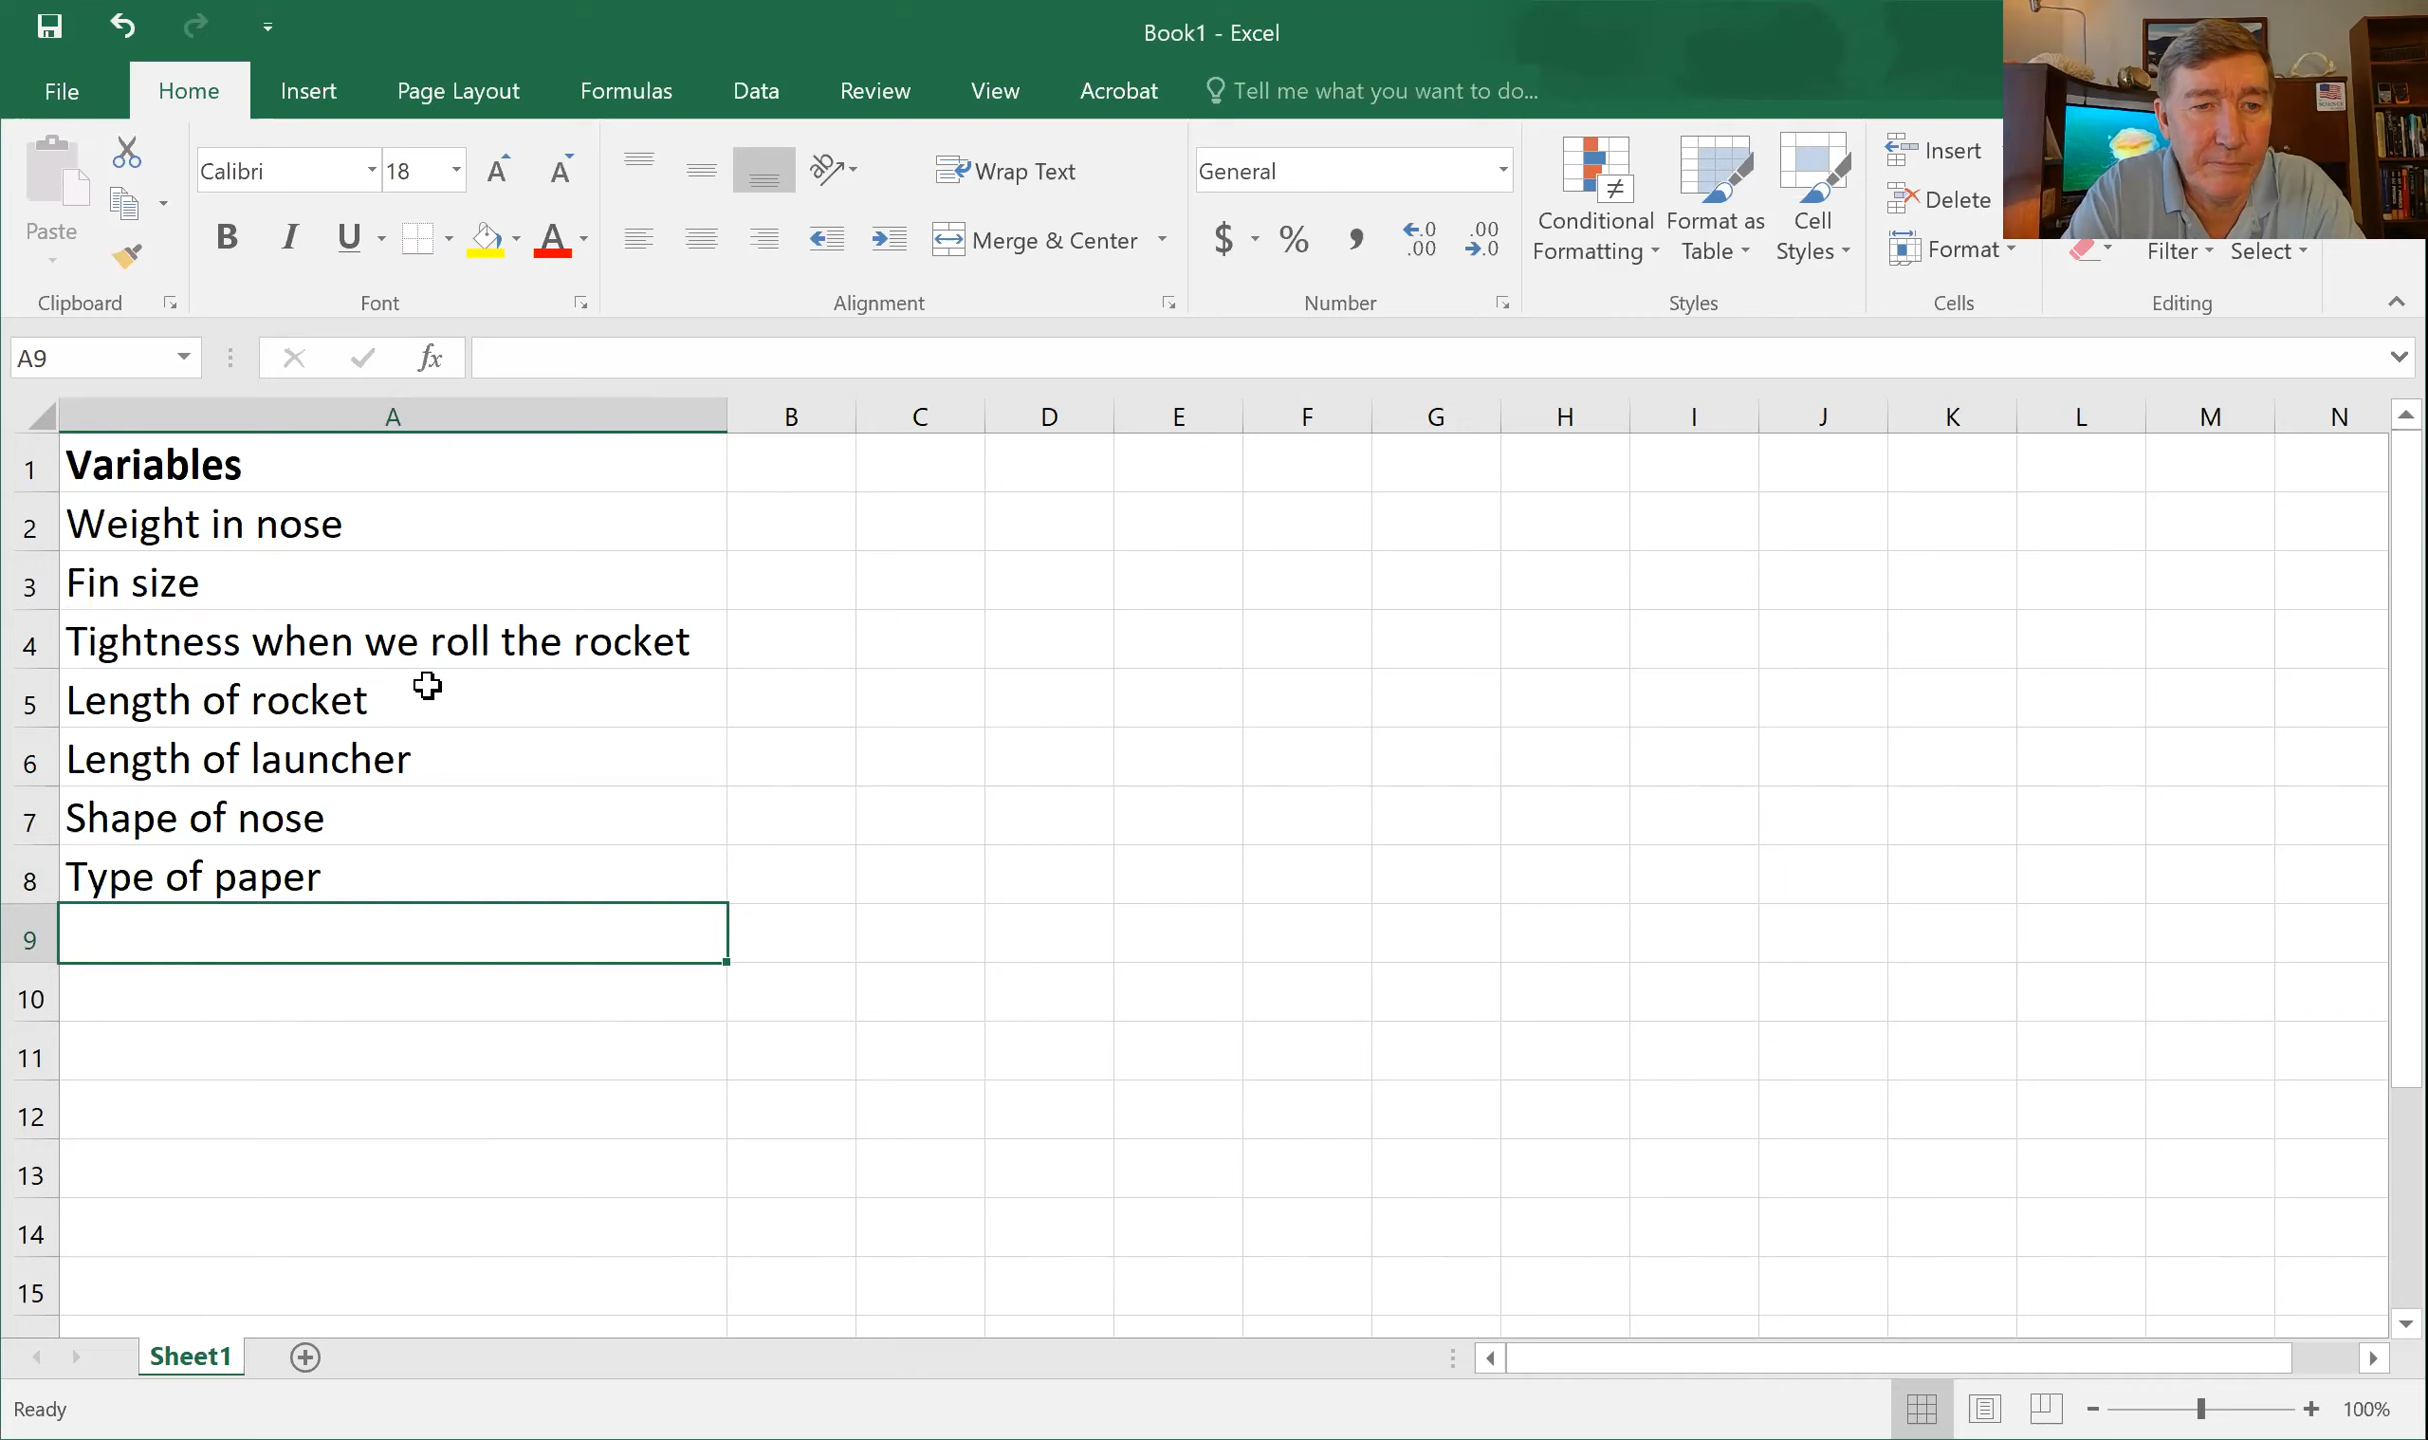 Book1 - Excel
File Home Insert Page Layout Formulas Data Review View Acrobat Tell me what you want to do...
Paste
Clipboard
Calibri 18
B I U A
Font
Wrap Text
Merge & Center
Alignment
General
$ % , .0 .00 .00 .0
Number
Conditional Formatting
Format as Table
Cell Styles
Styles
Insert
Delete
Format
Cells
Filter Select
Editing
A9 fx
A B C D E F G H I J K L M N
1 Variables
2 Weight in nose
3 Fin size
4 Tightness when we roll the rocket
5 Length of rocket
6 Length of launcher
7 Shape of nose
8 Type of paper
9
10
11
12
13
14
15
Sheet1
Ready 100%